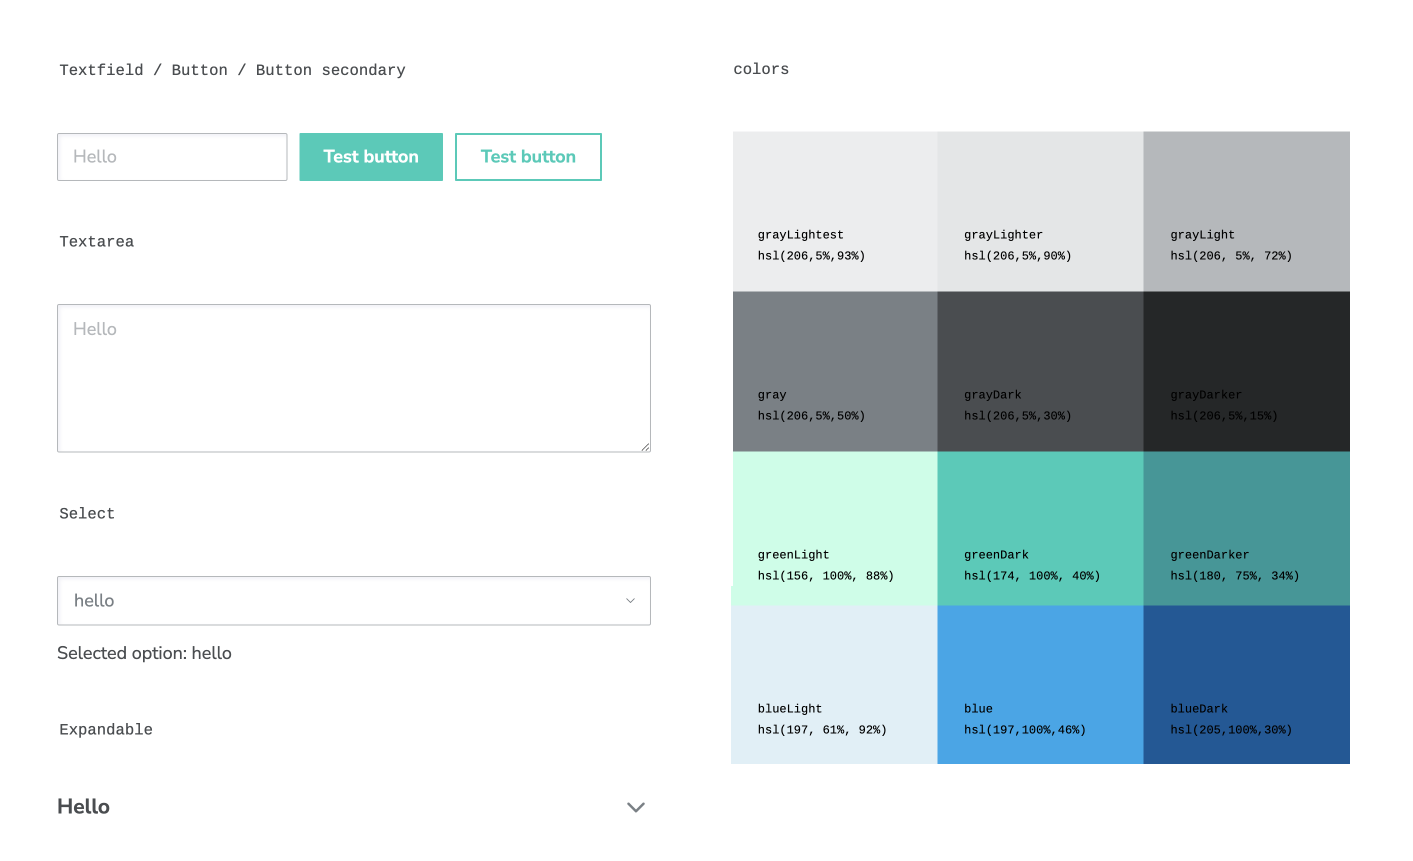 Textfield / Button / Button secondary
Hello
Test button
Test button
Textarea
Hello
Select
hello
Selected option: hello
Expandable
Hello
colors
grayLightest
hsl(206,5%,93%)
grayLighter
hsl(206,5%,90%)
grayLight
hsl(206, 5%, 72%)
gray
hsl(206,5%,50%)
grayDark
hsl(206,5%,30%)
grayDarker
hsl(206,5%,15%)
greenLight
hsl(156, 100%, 88%)
greenDark
hsl(174, 100%, 40%)
greenDarker
hsl(180, 75%, 34%)
blueLight
hsl(197, 61%, 92%)
blue
hsl(197,100%,46%)
blueDark
hsl(205,100%,30%)